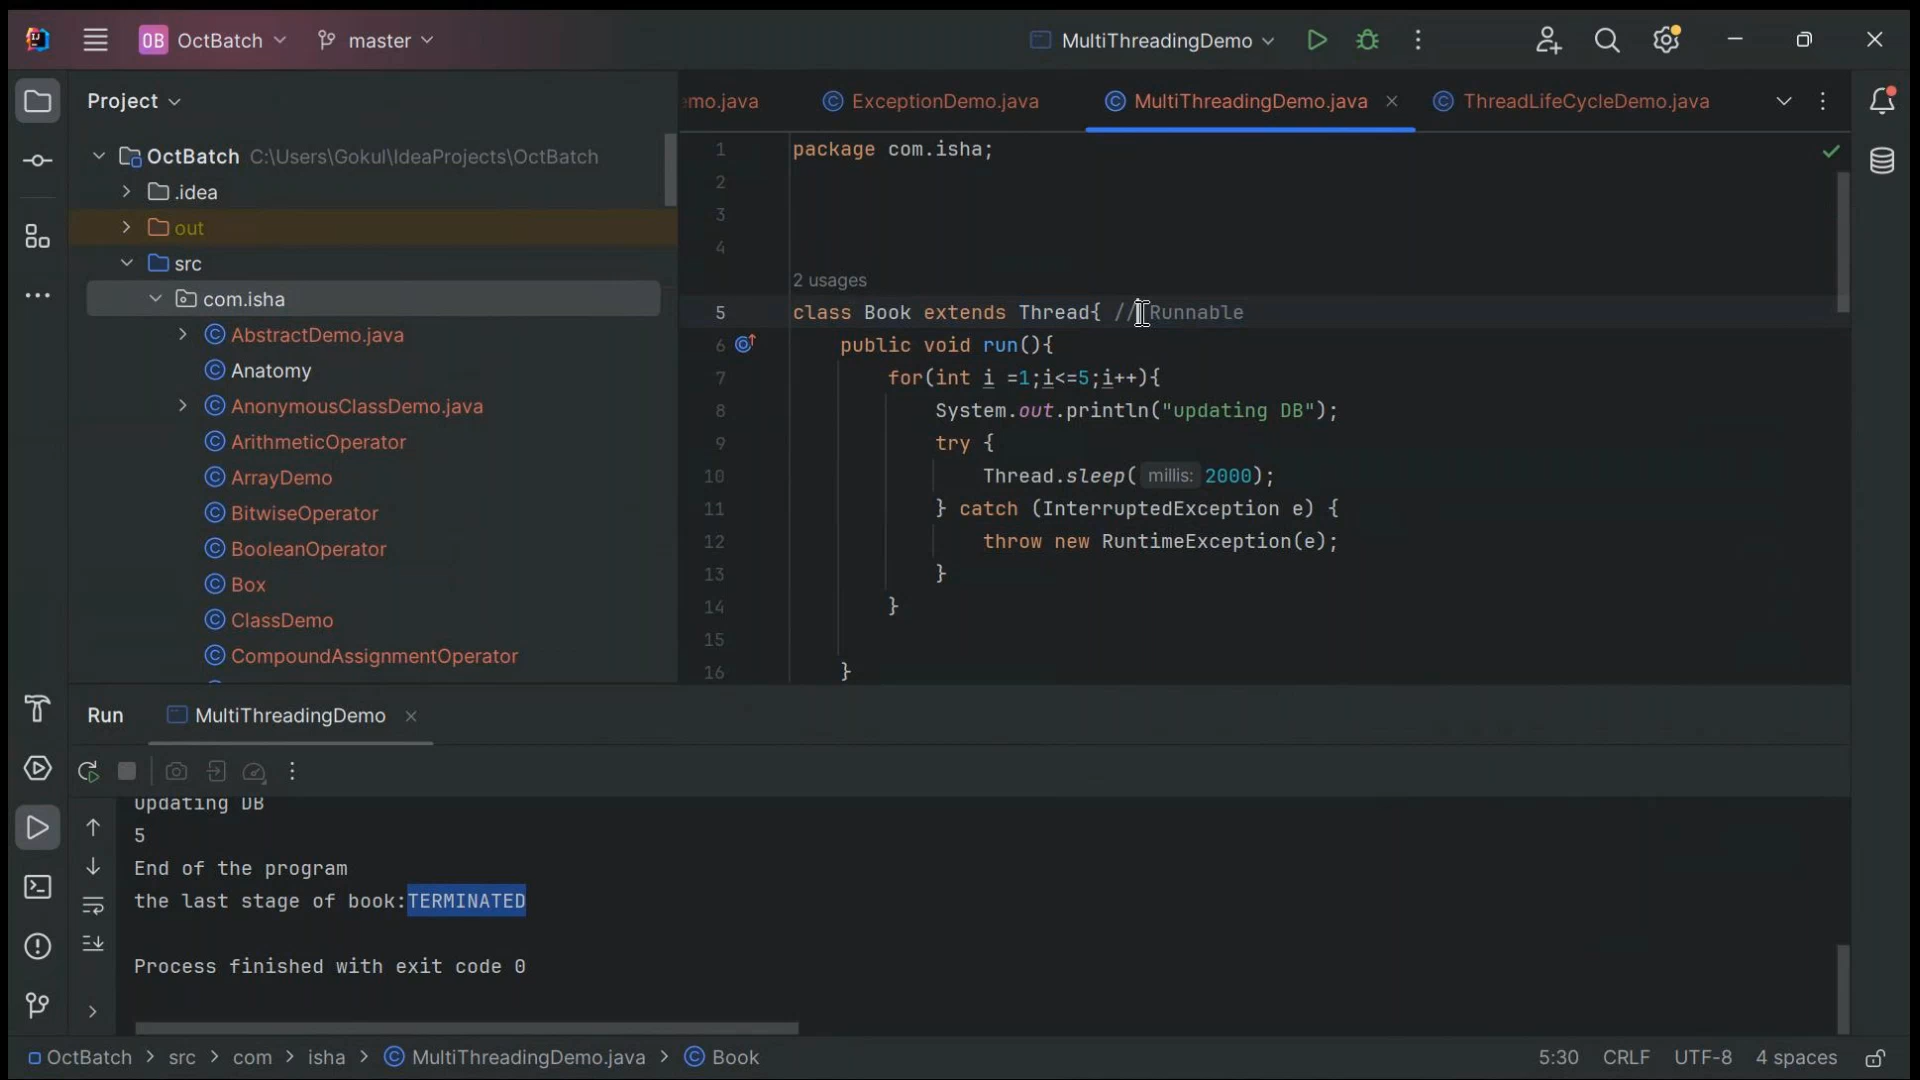 OB OctBatch master MultiThreadingDemo
Project
OctBatch C:\Users\Gokul\IdeaProjects\OctBatch
.idea
out
src
com.isha
AbstractDemo.java
Anatomy
AnonymousClassDemo.java
ArithmeticOperator
ArrayDemo
BitwiseOperator
BooleanOperator
Box
ClassDemo
CompoundAssignmentOperator
mo.java ExceptionDemo.java MultiThreadingDemo.java ThreadLifeCycleDemo.java
1 package com.isha;
2
3
4
2 usages
5 class Book extends Thread{ // Runnable
6 public void run(){
7 for(int i =1;i<=5;i++){
8 System.out.println("updating DB");
9 try {
10 Thread.sleep( millis: 2000);
11 } catch (InterruptedException e) {
12 throw new RuntimeException(e);
13 }
14 }
15
16 }
Run MultiThreadingDemo
updating DB
5
End of the program
the last stage of book:TERMINATED
Process finished with exit code 0
OctBatch > src > com > isha > MultiThreadingDemo.java > Book 5:30 CRLF UTF-8 4 spaces